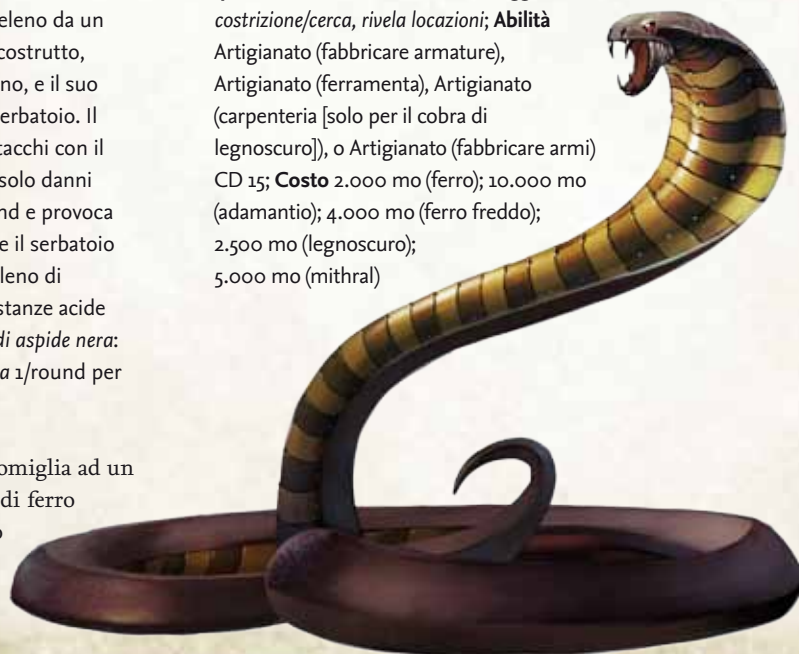 eleno da un
costrutto,
no, e il suo
erbatoio. Il
tacchi con il
solo danni
nd e provoca
e il serbatoio
leno di
stanze acide
di aspide nera:
a 1/round per
omiglia ad un
di ferro
costrizione/cerca, rivela locazioni; Abilità
Artigianato (fabbricare armature),
Artigianato (ferramenta), Artigianato
(carpenteria [solo per il cobra di
legnoscuro]), o Artigianato (fabbricare armi)
CD 15; Costo 2.000 mo (ferro); 10.000 mo
(adamantio); 4.000 mo (ferro freddo);
2.500 mo (legnoscuro);
5.000 mo (mithral)